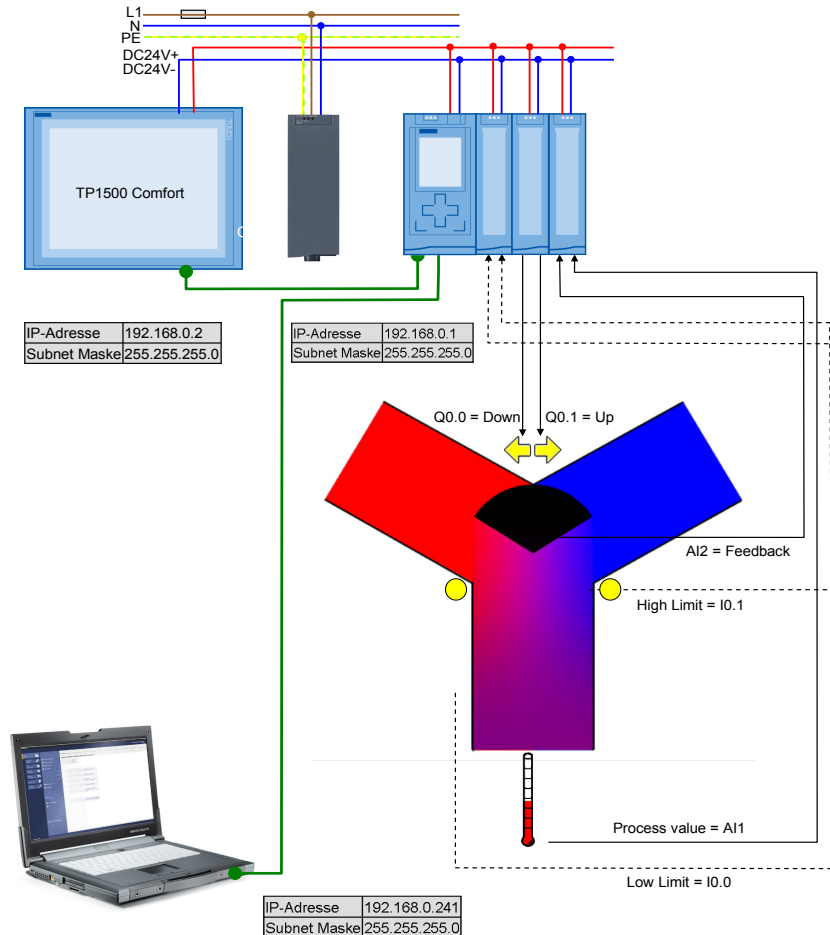 L1
N
PE
DC24V+
DC24V-
TP1500 Comfort
IP-Adresse 192.168.0.2
Subnet Maske 255.255.255.0
IP-Adresse 192.168.0.1
Subnet Maske 255.255.255.0
Q0.0 = Down
Q0.1 = Up
AI2 = Feedback
High Limit = I0.1
Process value = AI1
Low Limit = I0.0
IP-Adresse 192.168.0.241
Subnet Maske 255.255.255.0